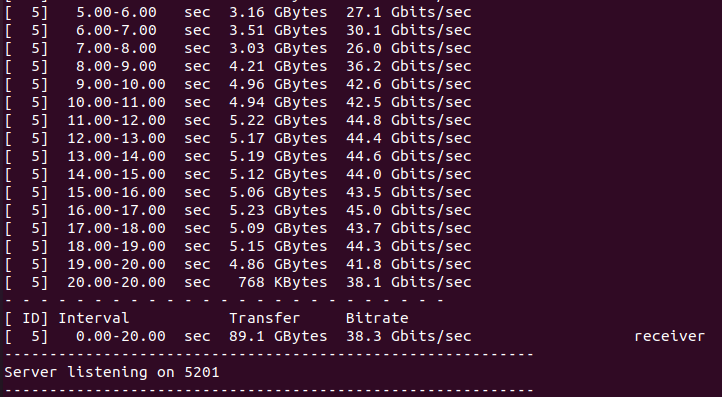 [  5]   5.00-6.00   sec  3.16 GBytes  27.1 Gbits/sec
[  5]   6.00-7.00   sec  3.51 GBytes  30.1 Gbits/sec
[  5]   7.00-8.00   sec  3.03 GBytes  26.0 Gbits/sec
[  5]   8.00-9.00   sec  4.21 GBytes  36.2 Gbits/sec
[  5]   9.00-10.00  sec  4.96 GBytes  42.6 Gbits/sec
[  5]  10.00-11.00  sec  4.94 GBytes  42.5 Gbits/sec
[  5]  11.00-12.00  sec  5.22 GBytes  44.8 Gbits/sec
[  5]  12.00-13.00  sec  5.17 GBytes  44.4 Gbits/sec
[  5]  13.00-14.00  sec  5.19 GBytes  44.6 Gbits/sec
[  5]  14.00-15.00  sec  5.12 GBytes  44.0 Gbits/sec
[  5]  15.00-16.00  sec  5.06 GBytes  43.5 Gbits/sec
[  5]  16.00-17.00  sec  5.23 GBytes  45.0 Gbits/sec
[  5]  17.00-18.00  sec  5.09 GBytes  43.7 Gbits/sec
[  5]  18.00-19.00  sec  5.15 GBytes  44.3 Gbits/sec
[  5]  19.00-20.00  sec  4.86 GBytes  41.8 Gbits/sec
[  5]  20.00-20.00  sec   768 KBytes  38.1 Gbits/sec
- - - - - - - - - - - - - - - - - - - - - - - - -
[ ID] Interval           Transfer     Bitrate
[  5]   0.00-20.00  sec  89.1 GBytes  38.3 Gbits/sec                  receiver
-----------------------------------------------------------
Server listening on 5201
-----------------------------------------------------------